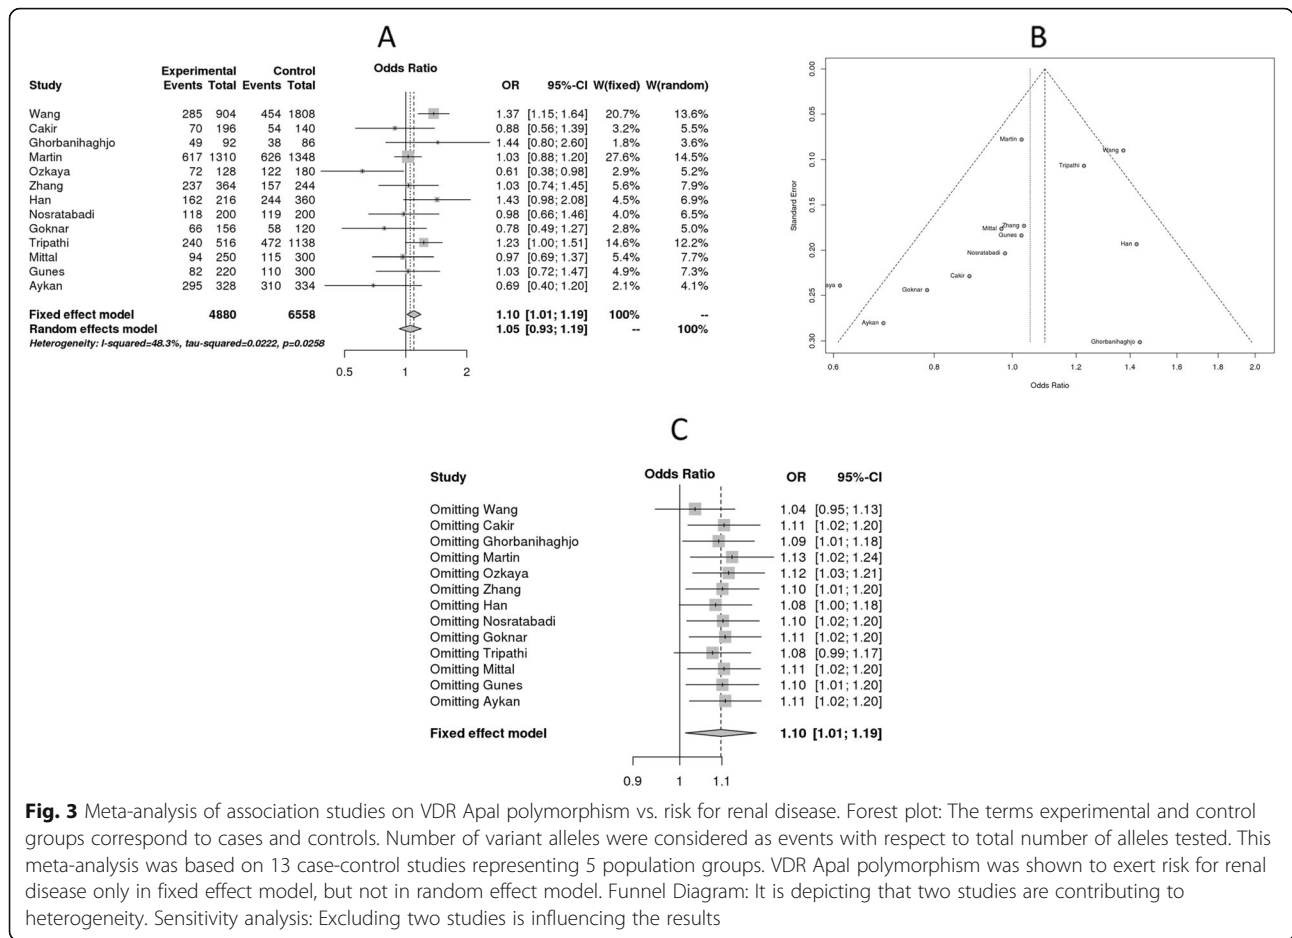 A
Experimental Control Odds Ratio
Study Events Total Events Total OR 95%-CI W(fixed) W(random)
Wang 285 904 454 1808 1.37 [1.15; 1.64] 20.7% 13.6%
Cakir 70 196 54 140 0.88 [0.56; 1.39] 3.2% 5.5%
Ghorbanihaghjo 49 92 38 86 1.44 [0.80; 2.60] 1.8% 3.6%
Martin 617 1310 626 1348 1.03 [0.88; 1.20] 27.6% 14.5%
Ozkaya 72 128 122 180 0.61 [0.38; 0.98] 2.9% 5.2%
Zhang 237 364 157 244 1.03 [0.74; 1.45] 5.6% 7.9%
Han 162 216 244 360 1.43 [0.98; 2.08] 4.5% 6.9%
Nosratabadi 118 200 119 200 0.98 [0.66; 1.46] 4.0% 6.5%
Goknar 66 156 58 120 0.78 [0.49; 1.27] 2.8% 5.0%
Tripathi 240 516 472 1138 1.23 [1.00; 1.51] 14.6% 12.2%
Mittal 94 250 115 300 0.97 [0.69; 1.37] 5.4% 7.7%
Gunes 82 220 110 300 1.03 [0.72; 1.47] 4.9% 7.3%
Aykan 295 328 310 334 0.69 [0.40; 1.20] 2.1% 4.1%
Fixed effect model 4880 6558 1.10 [1.01; 1.19] 100% --
Random effects model 1.05 [0.93; 1.19] -- 100%
Heterogeneity: I-squared=48.3%, tau-squared=0.0222, p=0.0258
0.5 1 2
B
Standard Error
0.00
0.05
0.10
0.15
0.20
0.25
0.30
Martin
Wang
Tripathi
Zhang
Mittal
Gunes
Han
Nosratabadi
Cakir
aya
Goknar
Aykan
Ghorbanihaghjo
0.6 0.8 1.0 1.2 1.4 1.6 1.8 2.0
Odds Ratio
C
Study Odds Ratio OR 95%-CI
Omitting Wang 1.04 [0.95; 1.13]
Omitting Cakir 1.11 [1.02; 1.20]
Omitting Ghorbanihaghjo 1.09 [1.01; 1.18]
Omitting Martin 1.13 [1.02; 1.24]
Omitting Ozkaya 1.12 [1.03; 1.21]
Omitting Zhang 1.10 [1.01; 1.20]
Omitting Han 1.08 [1.00; 1.18]
Omitting Nosratabadi 1.10 [1.02; 1.20]
Omitting Goknar 1.11 [1.02; 1.20]
Omitting Tripathi 1.08 [0.99; 1.17]
Omitting Mittal 1.11 [1.02; 1.20]
Omitting Gunes 1.10 [1.01; 1.20]
Omitting Aykan 1.11 [1.02; 1.20]
Fixed effect model 1.10 [1.01; 1.19]
0.9 1 1.1
Fig. 3 Meta-analysis of association studies on VDR ApaI polymorphism vs. risk for renal disease. Forest plot: The terms experimental and control
groups correspond to cases and controls. Number of variant alleles were considered as events with respect to total number of alleles tested. This
meta-analysis was based on 13 case-control studies representing 5 population groups. VDR ApaI polymorphism was shown to exert risk for renal
disease only in fixed effect model, but not in random effect model. Funnel Diagram: It is depicting that two studies are contributing to
heterogeneity. Sensitivity analysis: Excluding two studies is influencing the results